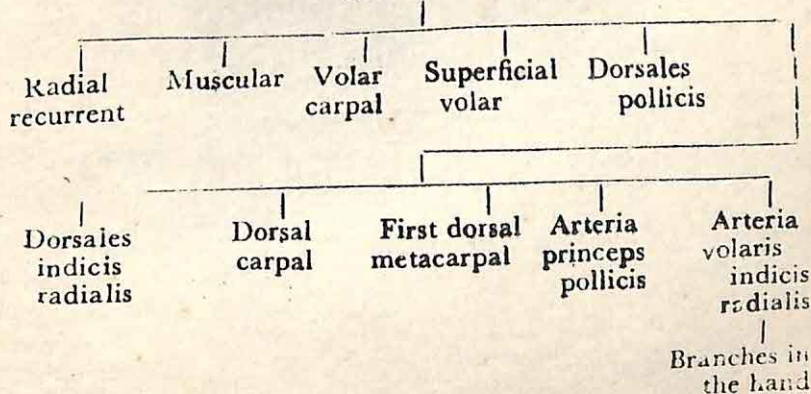 Radial recurrent
Muscular
Volar carpal
Superficial volar
Dorsales pollicis
Dorsales indicis radialis
Dorsal carpal
First dorsal metacarpal
Arteria princeps pollicis
Arteria volaris indicis radialis
Branches in the hand